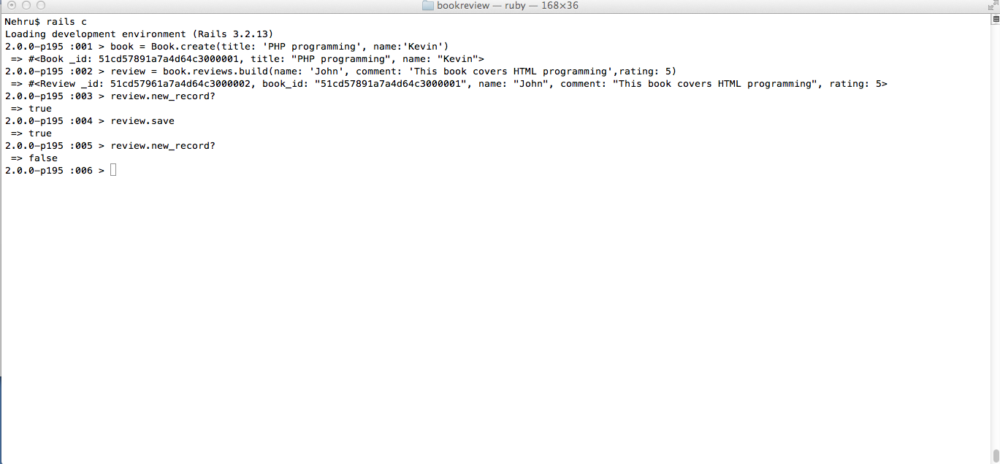 bookreview — ruby — 168×36
Nehru$ rails c
Loading development environment (Rails 3.2.13)
2.0.0-p195 :001 > book = Book.create(title: 'PHP programming', name:'Kevin')
 => #<Book _id: 51cd57891a7a4d64c3000001, title: "PHP programming", name: "Kevin">
2.0.0-p195 :002 > review = book.reviews.build(name: 'John', comment: 'This book covers HTML programming',rating: 5)
 => #<Review _id: 51cd57961a7a4d64c3000002, book_id: "51cd57891a7a4d64c3000001", name: "John", comment: "This book covers HTML programming", rating: 5>
2.0.0-p195 :003 > review.new_record?
 => true
2.0.0-p195 :004 > review.save
 => true
2.0.0-p195 :005 > review.new_record?
 => false
2.0.0-p195 :006 >